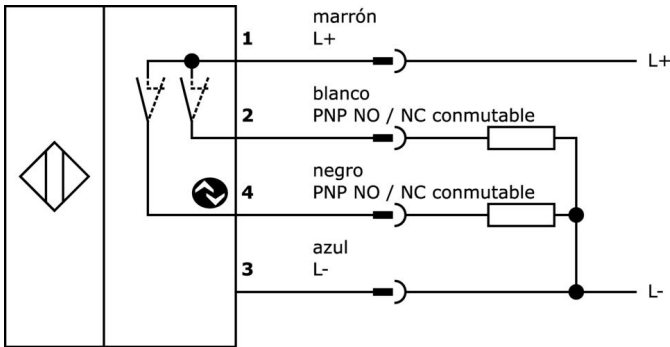 marrón
1 L+
L+
blanco
2 PNP NO / NC conmutable
negro
4 PNP NO / NC conmutable
azul
3 L-
L-